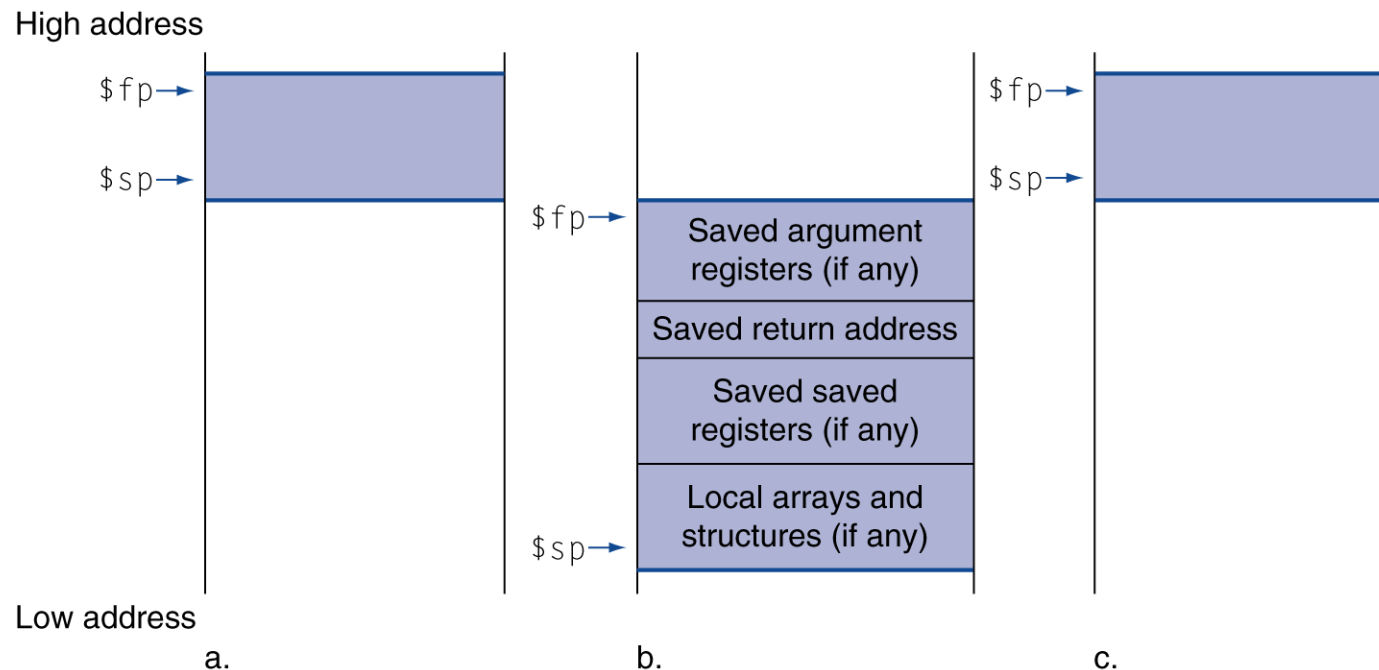 High address
$fp
$sp
$fp
Saved argument
registers (if any)
Saved return address
Saved saved
registers (if any)
Local arrays and
structures (if any)
$sp
$fp
$sp
Low address
a.
b.
c.